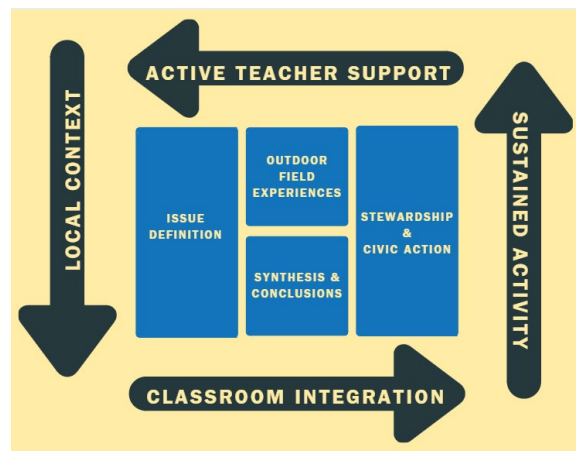 ACTIVE TEACHER SUPPORT
LOCAL CONTEXT
ISSUE
DEFINITION
OUTDOOR
FIELD
EXPERIENCES
SYNTHESIS &
CONCLUSIONS
STEWARDSHIP
&
CIVIC ACTION
SUSTAINED ACTIVITY
CLASSROOM INTEGRATION